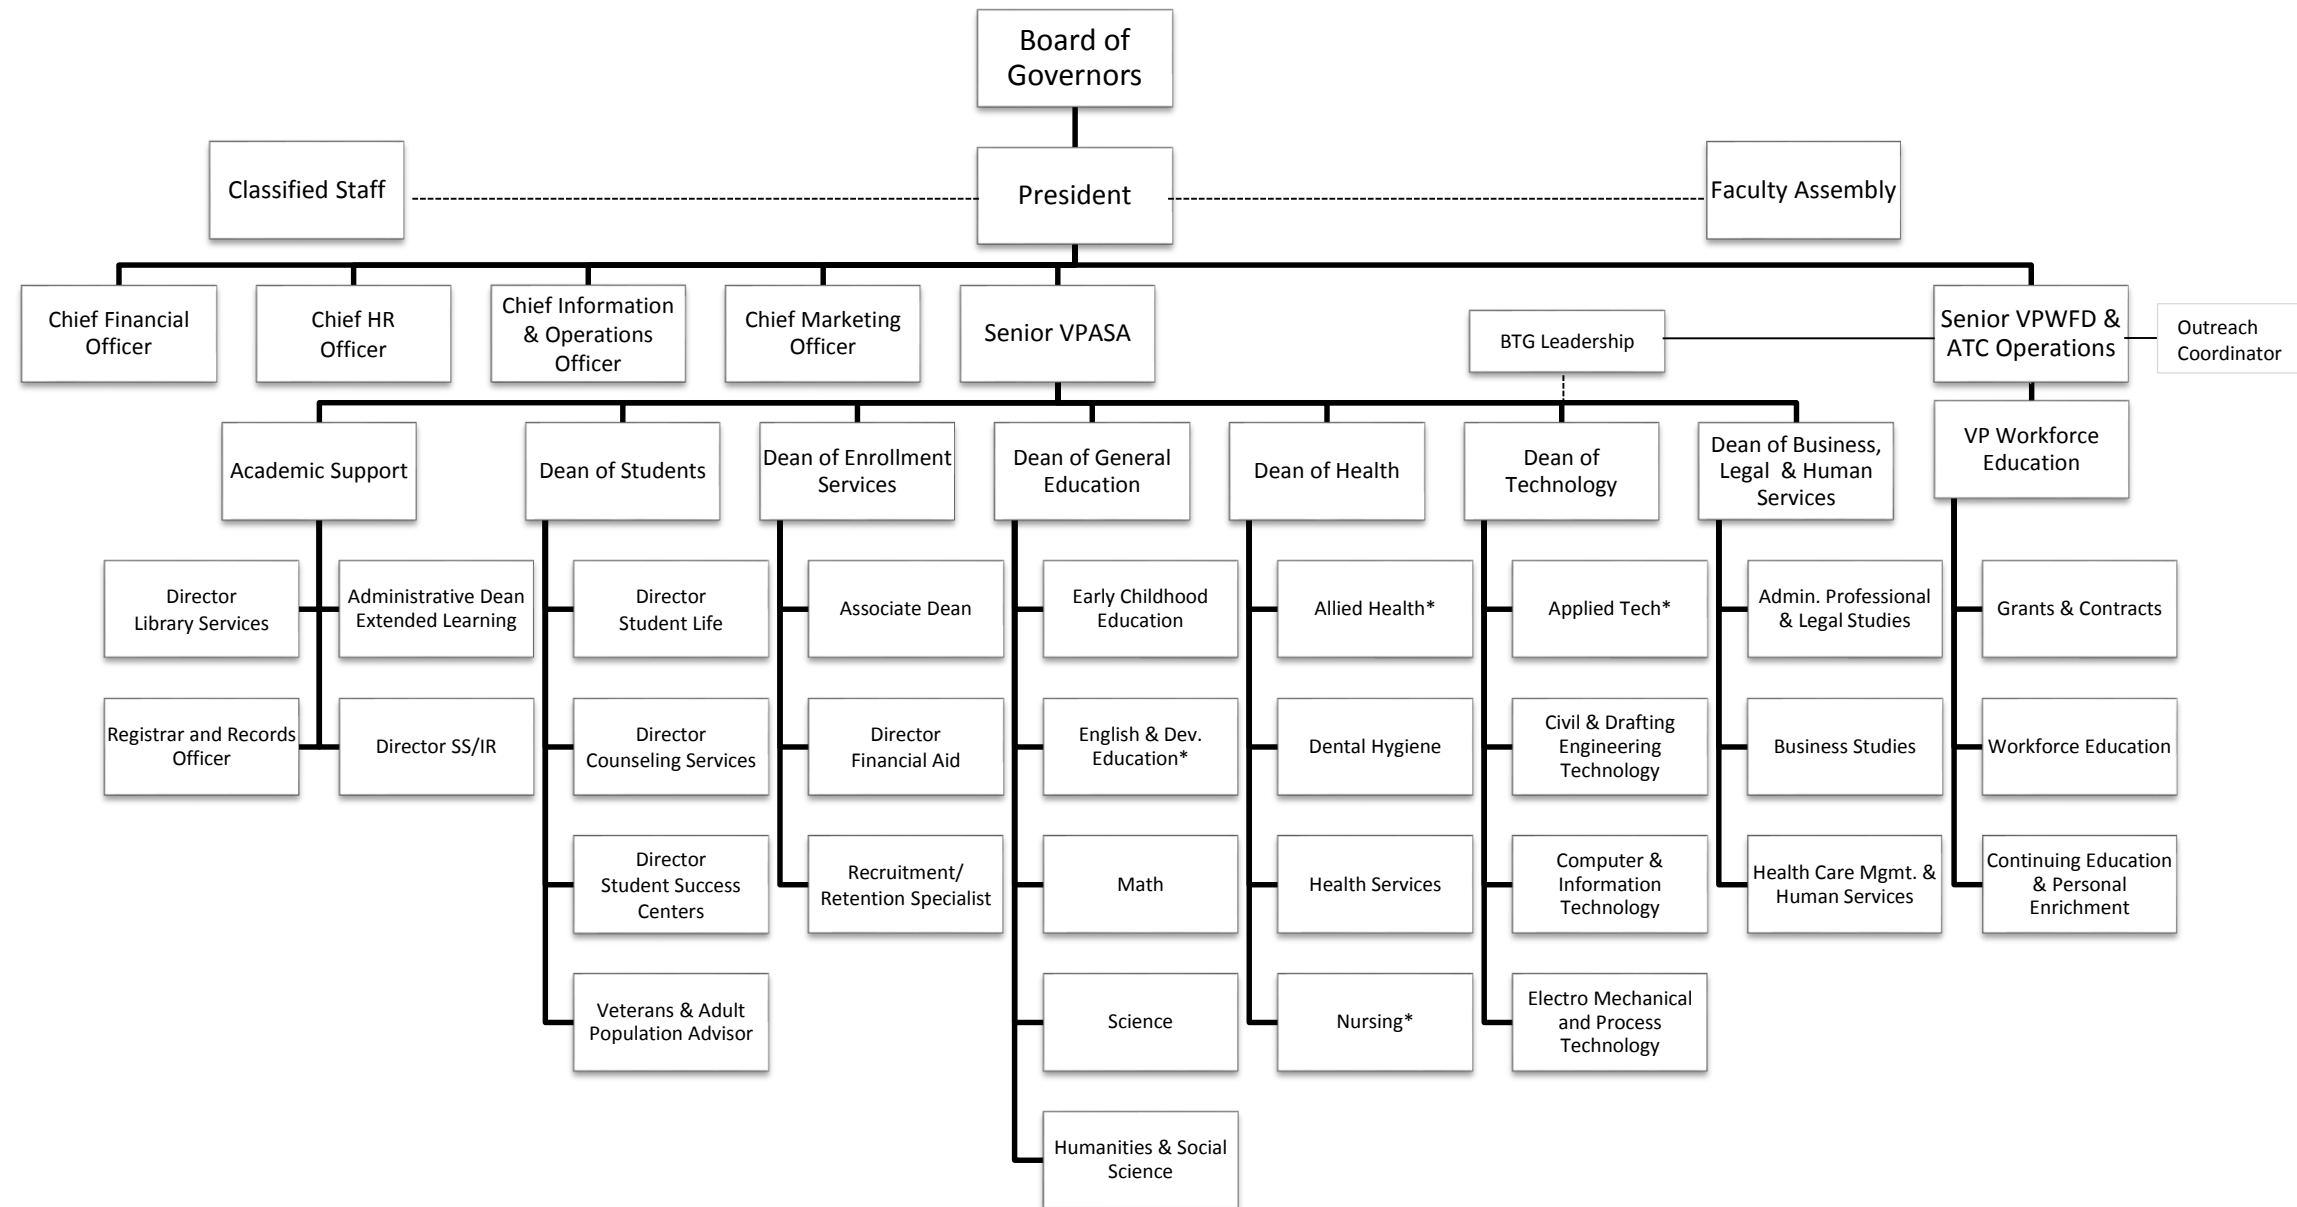 Board of
Governors
Classified Staff
President
Faculty Assembly
Chief Financial
Officer
Chief HR
Officer
Chief Information
& Operations
Officer
Chief Marketing
Officer
Senior VPASA
BTG Leadership
Senior VPWFD &
ATC Operations
Outreach
Coordinator
Academic Support
Dean of Students
Dean of Enrollment
Services
Dean of General
Education
Dean of Health
Dean of
Technology
Dean of Business,
Legal & Human
Services
VP Workforce
Education
Director
Library Services
Administrative Dean
Extended Learning
Director
Student Life
Associate Dean
Early Childhood
Education
Allied Health*
Applied Tech*
Admin. Professional
& Legal Studies
Grants & Contracts
Registrar and Records
Officer
Director SS/IR
Director
Counseling Services
Director
Financial Aid
English & Dev.
Education*
Dental Hygiene
Civil & Drafting
Engineering
Technology
Business Studies
Workforce Education
Director
Student Success
Centers
Recruitment/
Retention Specialist
Math
Health Services
Computer &
Information
Technology
Health Care Mgmt. &
Human Services
Continuing Education
& Personal
Enrichment
Veterans & Adult
Population Advisor
Science
Nursing*
Electro Mechanical
and Process
Technology
Humanities & Social
Science